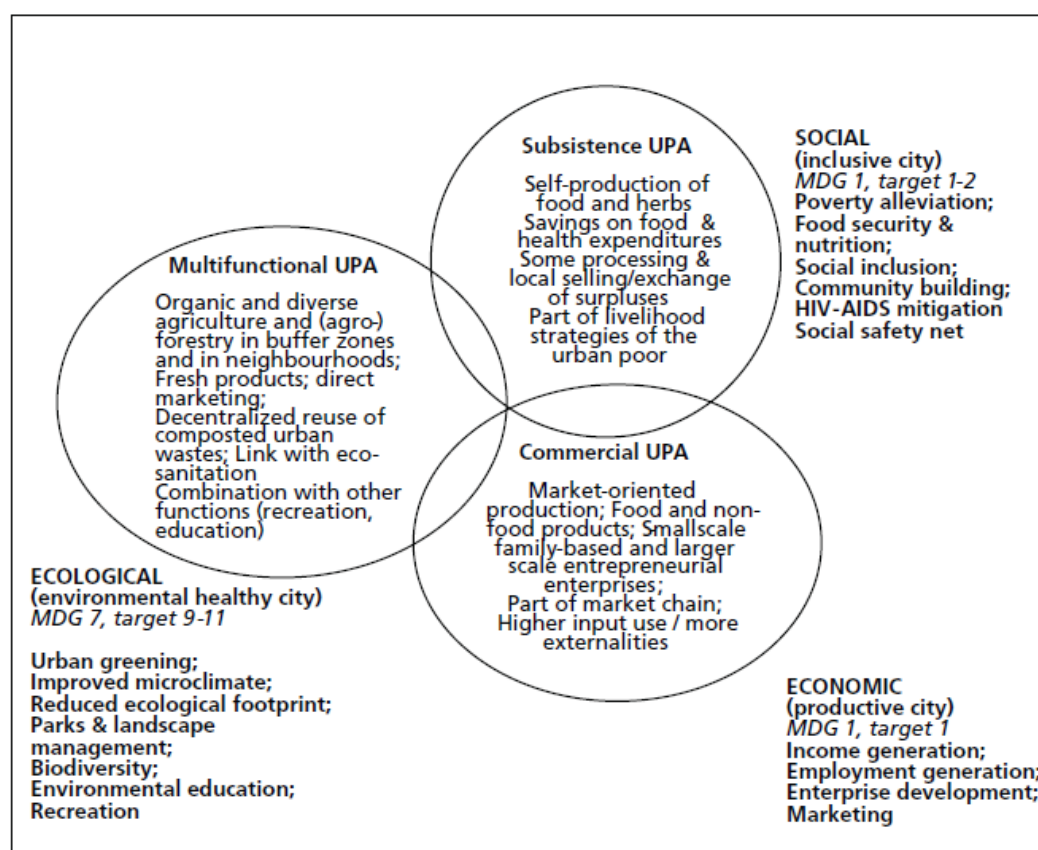 Subsistence UPA
Self-production of
food and herbs
Savings on food &
health expenditures
Some processing &
local selling/exchange
of surpluses
Part of livelihood
strategies of the
urban poor
SOCIAL
(inclusive city)
MDG 1, target 1-2
Poverty alleviation;
Food security &
nutrition;
Social inclusion;
Community building;
HIV-AIDS mitigation
Social safety net
Multifunctional UPA
Organic and diverse
agriculture and (agro-)
forestry in buffer zones
and in neighbourhoods;
Fresh products; direct
marketing;
Decentralized reuse of
composted urban
wastes; Link with eco-
sanitation
Combination with other
functions (recreation,
education)
Commercial UPA
Market-oriented
production; Food and non-
food products; Smallscale
family-based and larger
scale entrepreneurial
enterprises;
Part of market chain;
Higher input use / more
externalities
ECOLOGICAL
(environmental healthy city)
MDG 7, target 9-11
Urban greening;
Improved microclimate;
Reduced ecological footprint;
Parks & landscape
management;
Biodiversity;
Environmental education;
Recreation
ECONOMIC
(productive city)
MDG 1, target 1
Income generation;
Employment generation;
Enterprise development;
Marketing